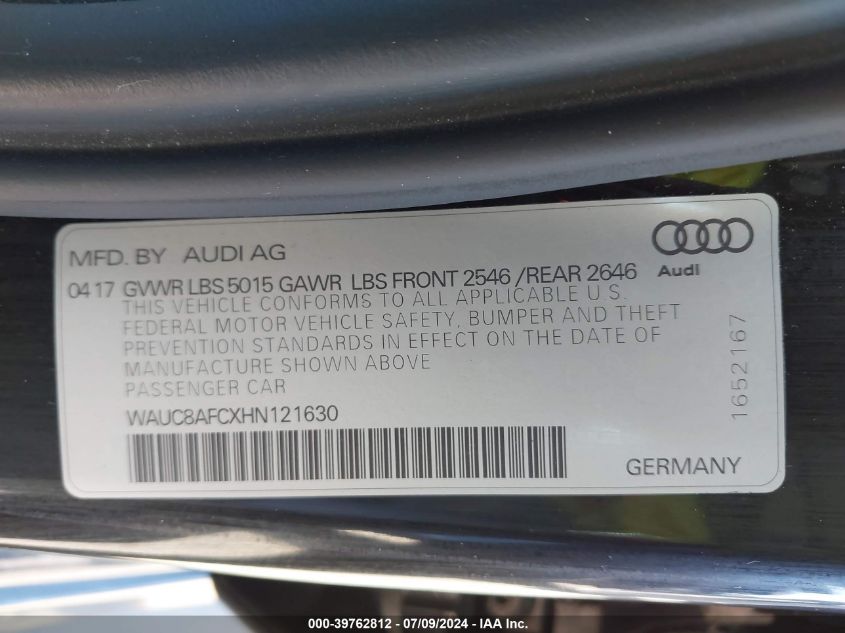 MFD. BY AUDI AG
Audi
04 17 GVWR LBS 5015 GAWR LBS FRONT 2546 /REAR 2646
THIS VEHICLE CONFORMS TO ALL APPLICABLE U.S.
FEDERAL MOTOR VEHICLE SAFETY, BUMPER AND THEFT
PREVENTION STANDARDS IN EFFECT ON THE DATE OF
MANUFACTURE SHOWN ABOVE
PASSENGER CAR
WAUC8AFCXHN121630
1652167
GERMANY
000-39762812 - 07/09/2024 - IAA Inc.